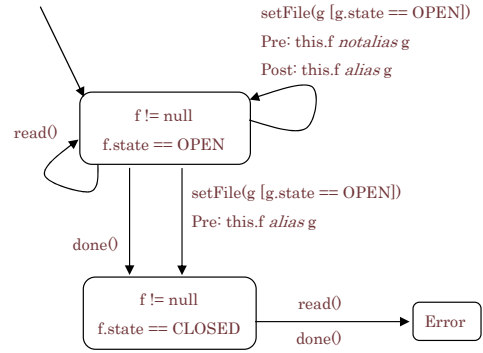 setFile(g [g.state == OPEN])
Pre: this.f notalias g
Post: this.f alias g
f != null
f.state == OPEN
read()
setFile(g [g.state == OPEN])
Pre: this.f alias g
done()
f != null
f.state == CLOSED
read()
done()
Error